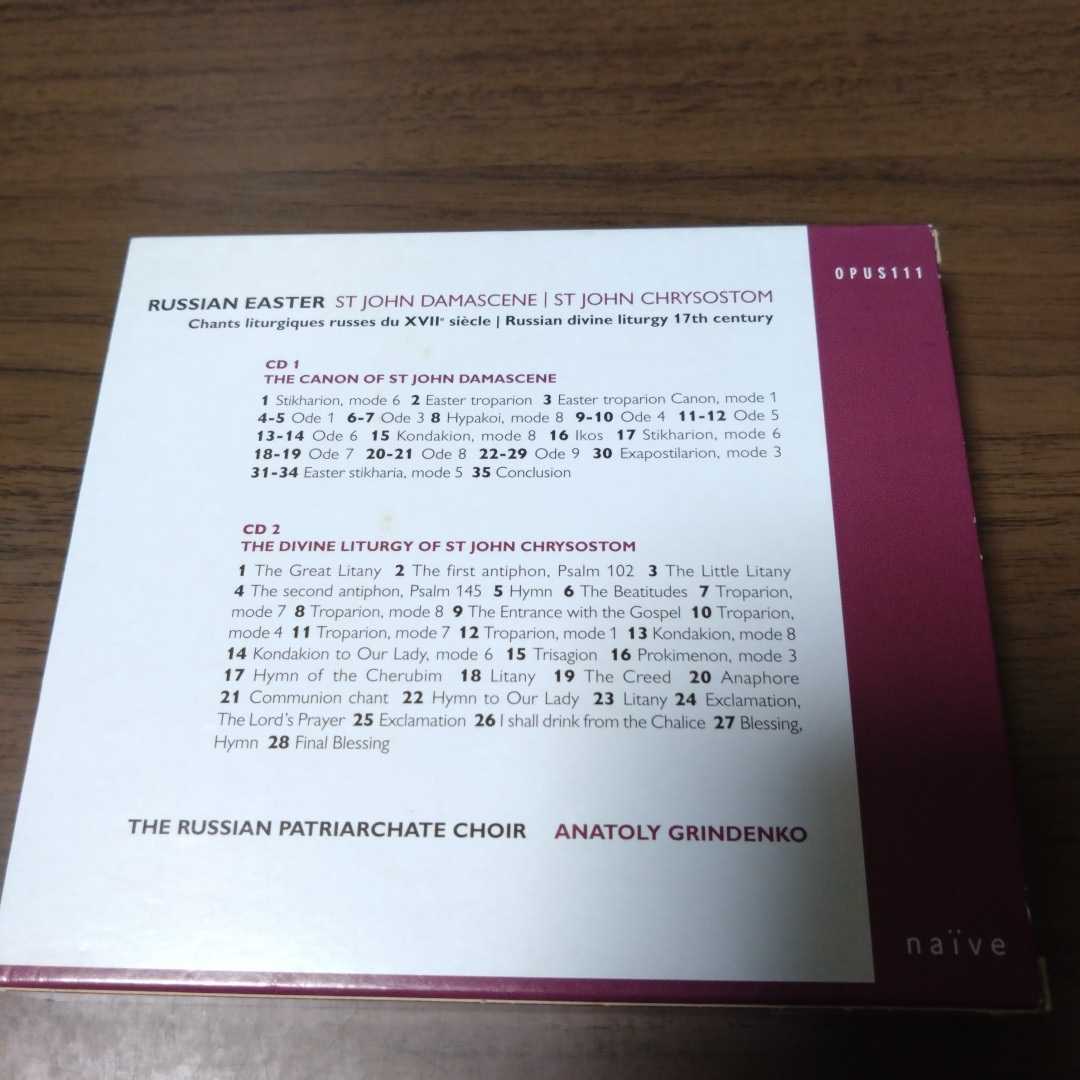 OPUS111
RUSSIAN EASTER ST JOHN DAMASCENE | ST JOHN CHRYSOSTOM
Chants liturgiques russes du XVIIe siècle | Russian divine liturgy 17th century
CD 1
THE CANON OF ST JOHN DAMASCENE
1 Stikharion, mode 6 2 Easter troparion 3 Easter troparion Canon, mode 1
4-5 Ode 1 6-7 Ode 3 8 Hypakoi, mode 8 9-10 Ode 4 11-12 Ode 5
13-14 Ode 6 15 Kondakion, mode 8 16 Ikos 17 Stikharion, mode 6
18-19 Ode 7 20-21 Ode 8 22-29 Ode 9 30 Exapostilarion, mode 3
31-34 Easter stikharia, mode 5 35 Conclusion
CD 2
THE DIVINE LITURGY OF ST JOHN CHRYSOSTOM
1 The Great Litany 2 The first antiphon, Psalm 102 3 The Little Litany
4 The second antiphon, Psalm 145 5 Hymn 6 The Beatitudes 7 Troparion,
mode 7 8 Troparion, mode 8 9 The Entrance with the Gospel 10 Troparion,
mode 4 11 Troparion, mode 7 12 Troparion, mode 1 13 Kondakion, mode 8
14 Kondakion to Our Lady, mode 6 15 Trisagion 16 Prokimenon, mode 3
17 Hymn of the Cherubim 18 Litany 19 The Creed 20 Anaphore
21 Communion chant 22 Hymn to Our Lady 23 Litany 24 Exclamation,
The Lord's Prayer 25 Exclamation 26 I shall drink from the Chalice 27 Blessing,
Hymn 28 Final Blessing
THE RUSSIAN PATRIARCHATE CHOIR ANATOLY GRINDENKO
naïve